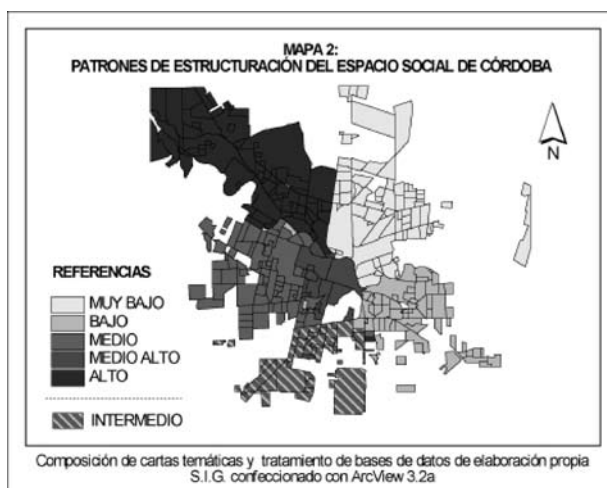 MAPA 2:
PATRONES DE ESTRUCTURACIÓN DEL ESPACIO SOCIAL DE CÓRDOBA
N
REFERENCIAS
MUY BAJO
BAJO
MEDIO
MEDIO ALTO
ALTO
INTERMEDIO
Composición de cartas temáticas y tratamiento de bases de datos de elaboración propia
S.I.G. confeccionado con ArcView 3.2a